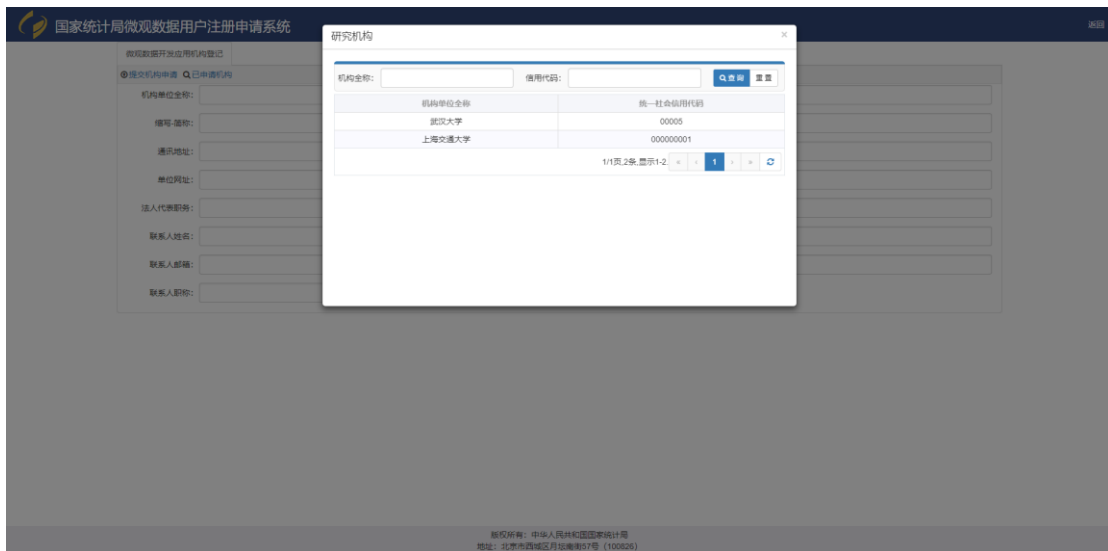 国家统计局微观数据用户注册申请系统
返回
研究机构
×
微观数据开发应用机构登记
提交机构申请 已申请机构
机构全称：
信用代码：
查询 重置
机构单位全称 统一社会信用代码
武汉大学 00005
上海交通大学 000000001
1/1页,2条,显示1-2, « ‹ 1 › »
机构单位全称：
缩写-简称：
通讯地址：
单位网址：
法人代表职务：
联系人姓名：
联系人邮箱：
联系人职称：
版权所有：中华人民共和国国家统计局
地址：北京市西城区月坛南街57号（100826）